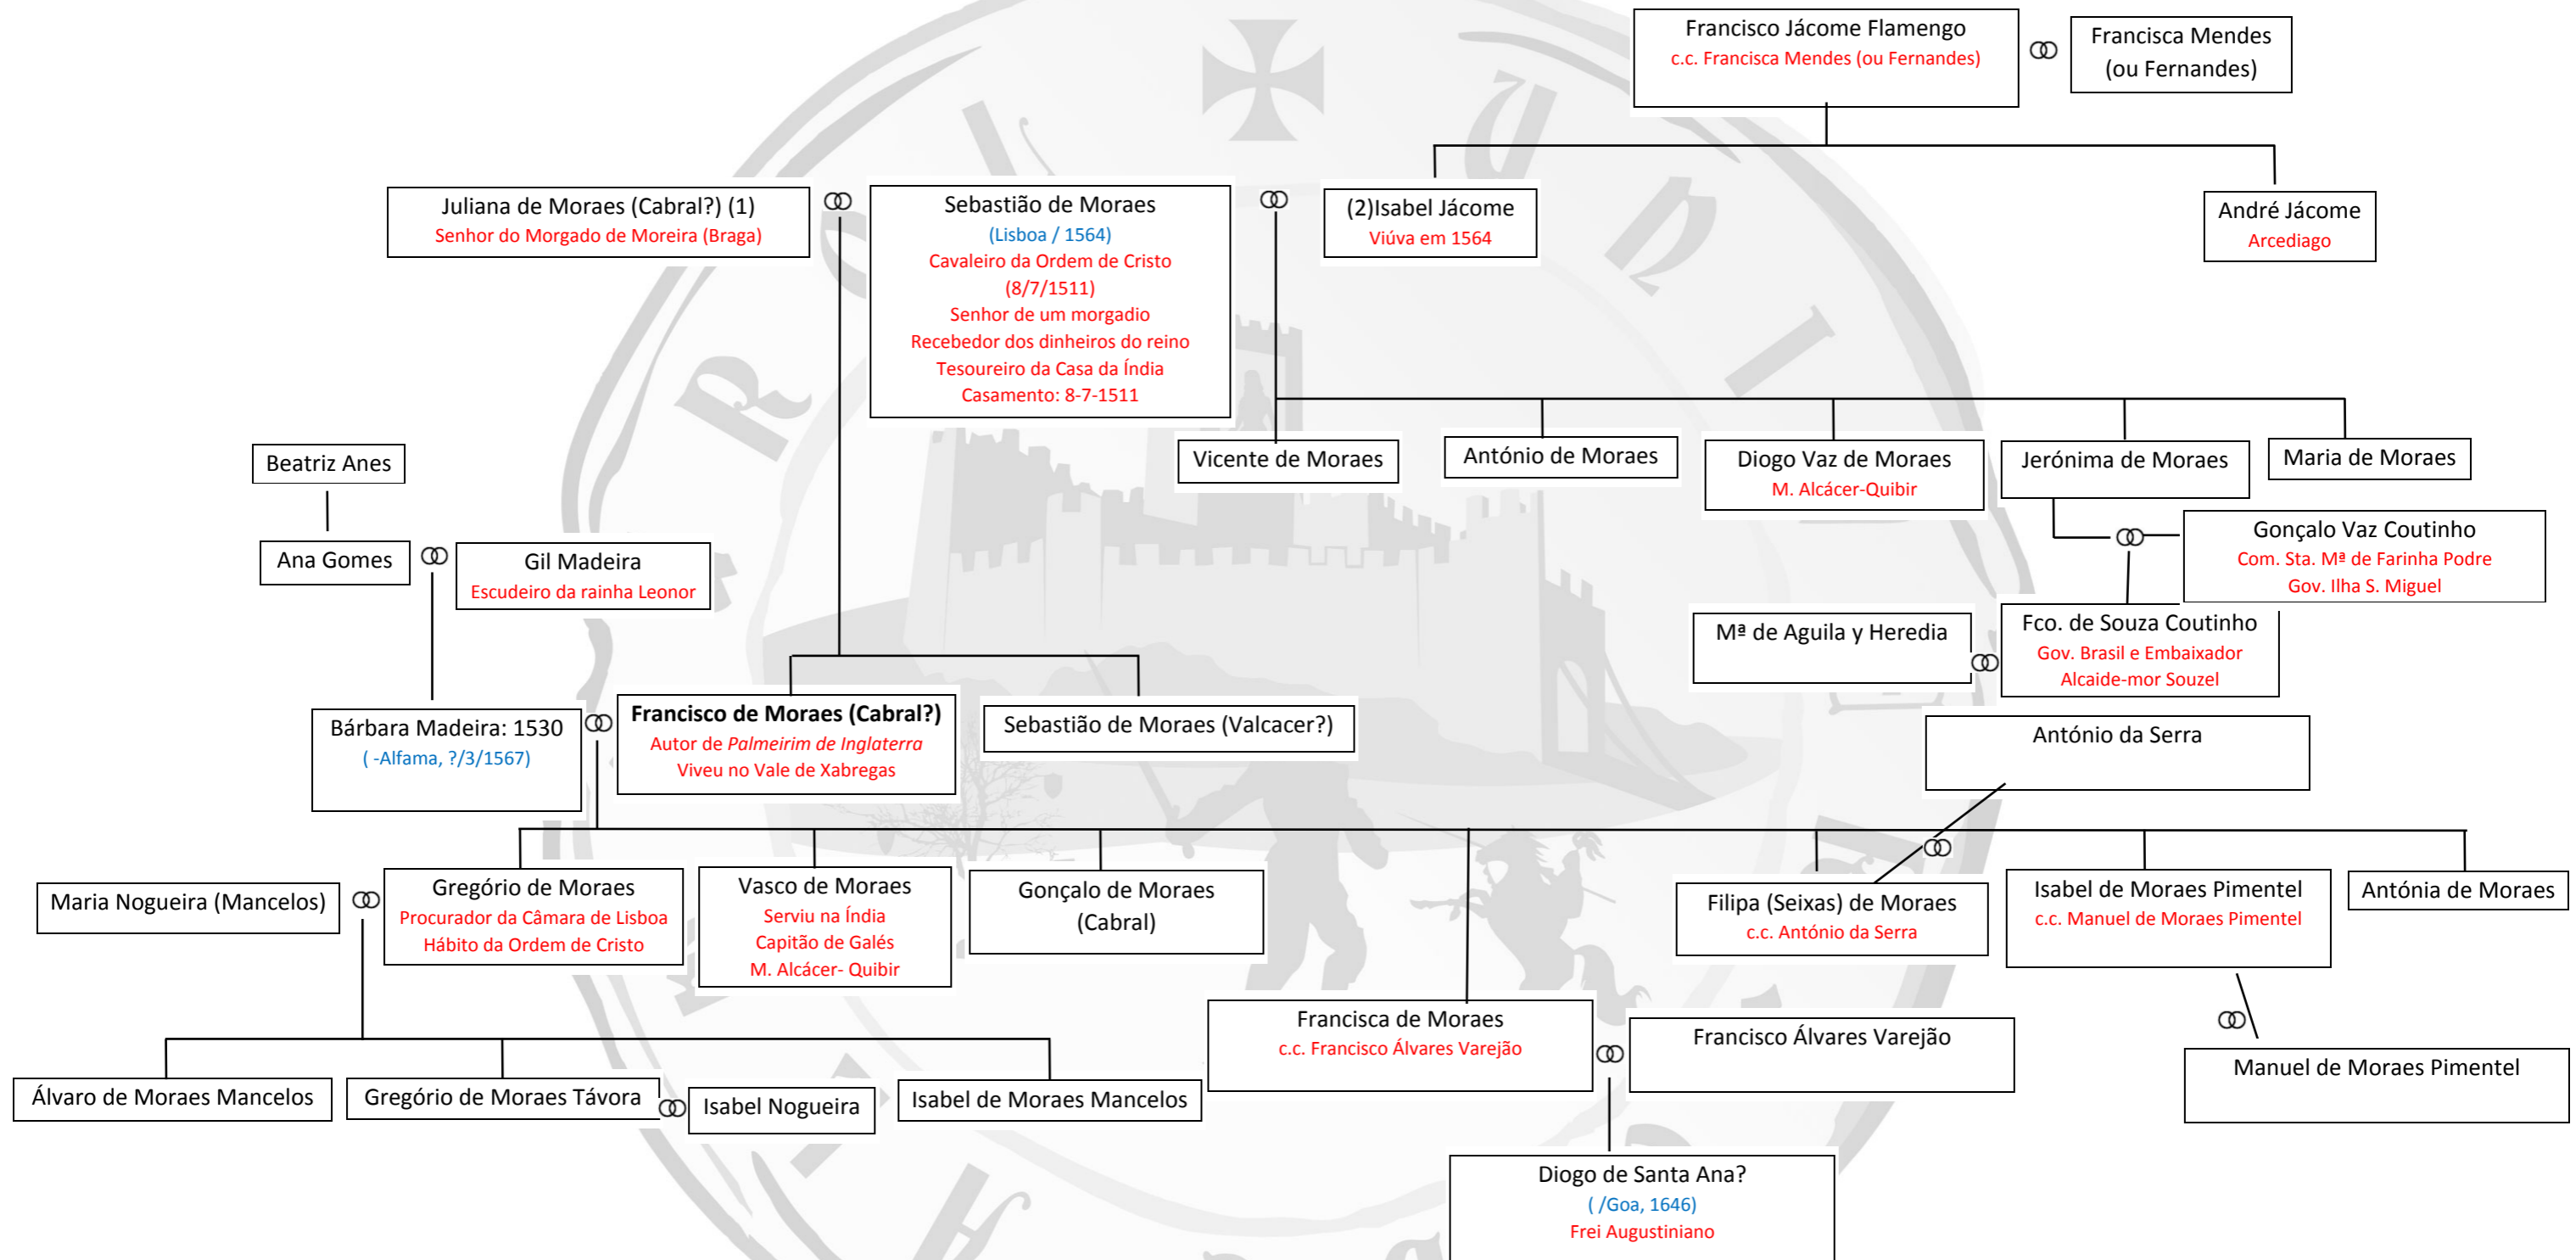 Francisco Jácome Flamengo
c.c. Francisca Mendes (ou Fernandes)
Francisca Mendes
(ou Fernandes)
Juliana de Moraes (Cabral?) (1)
Senhor do Morgado de Moreira (Braga)
Sebastião de Moraes
(Lisboa / 1564)
Cavaleiro da Ordem de Cristo
(8/7/1511)
Senhor de um morgadio
Recebedor dos dinheiros do reino
Tesoureiro da Casa da Índia
Casamento: 8-7-1511
(2)Isabel Jácome
Viúva em 1564
André Jácome
Arcediago
Vicente de Moraes
António de Moraes
Diogo Vaz de Moraes
M. Alcácer-Quibir
Jerónima de Moraes
Maria de Moraes
Beatriz Anes
Ana Gomes
Gil Madeira
Escudeiro da rainha Leonor
Gonçalo Vaz Coutinho
Com. Sta. Mª de Farinha Podre
Gov. Ilha S. Miguel
Mª de Aguila y Heredia
Fco. de Souza Coutinho
Gov. Brasil e Embaixador
Alcaide-mor Souzel
Bárbara Madeira: 1530
( -Alfama, ?/3/1567)
Francisco de Moraes (Cabral?)
Autor de Palmeirim de Inglaterra
Viveu no Vale de Xabregas
Sebastião de Moraes (Valcacer?)
António da Serra
Maria Nogueira (Mancelos)
Gregório de Moraes
Procurador da Câmara de Lisboa
Hábito da Ordem de Cristo
Vasco de Moraes
Serviu na Índia
Capitão de Galés
M. Alcácer- Quibir
Gonçalo de Moraes
(Cabral)
Filipa (Seixas) de Moraes
c.c. António da Serra
Isabel de Moraes Pimentel
c.c. Manuel de Moraes Pimentel
Antónia de Moraes
Francisca de Moraes
c.c. Francisco Álvares Varejão
Francisco Álvares Varejão
Manuel de Moraes Pimentel
Álvaro de Moraes Mancelos
Gregório de Moraes Távora
Isabel Nogueira
Isabel de Moraes Mancelos
Diogo de Santa Ana?
( /Goa, 1646)
Frei Augustiniano